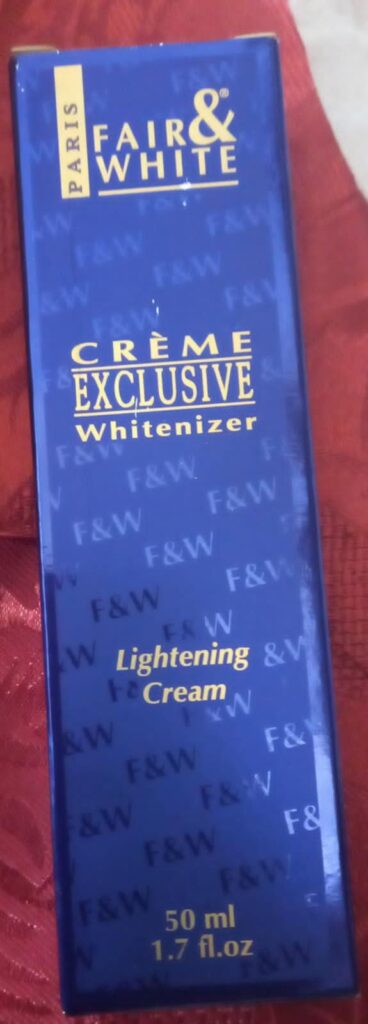 PARIS
FAIR &®
WHITE
CRÈME
EXCLUSIVE
Whitenizer
F&W
F&W
F&W
F&W
F&W
F&W
Lightening
Cream
F&W
F&W
F&W
F&W
F&W
50 ml
1.7 fl.oz